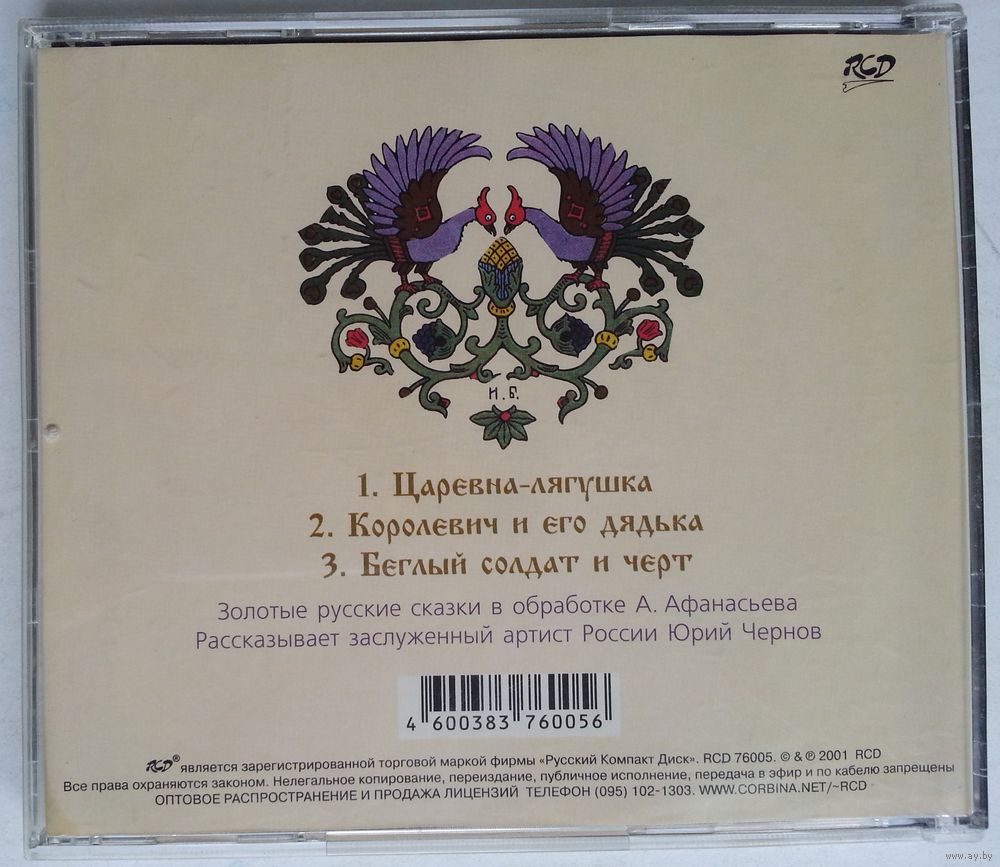 RCD
И.Б.
1. Царевна-лягушка
2. Королевич и его дядька
3. Беглый солдат и черт
Золотые русские сказки в обработке А. Афанасьева
Рассказывает заслуженный артист России Юрий Чернов
4 600383 760056
RCD® является зарегистрированной торговой маркой фирмы «Русский Компакт Диск». RCD 76005. © & ℗ 2001 RCD
Все права охраняются законом. Нелегальное копирование, переиздание, публичное исполнение, передача в эфир и по кабелю запрещены
ОПТОВОЕ РАСПРОСТРАНЕНИЕ И ПРОДАЖА ЛИЦЕНЗИЙ ТЕЛЕФОН (095) 102-1303. WWW.CORBINA.NET/~RCD
www.ay.by